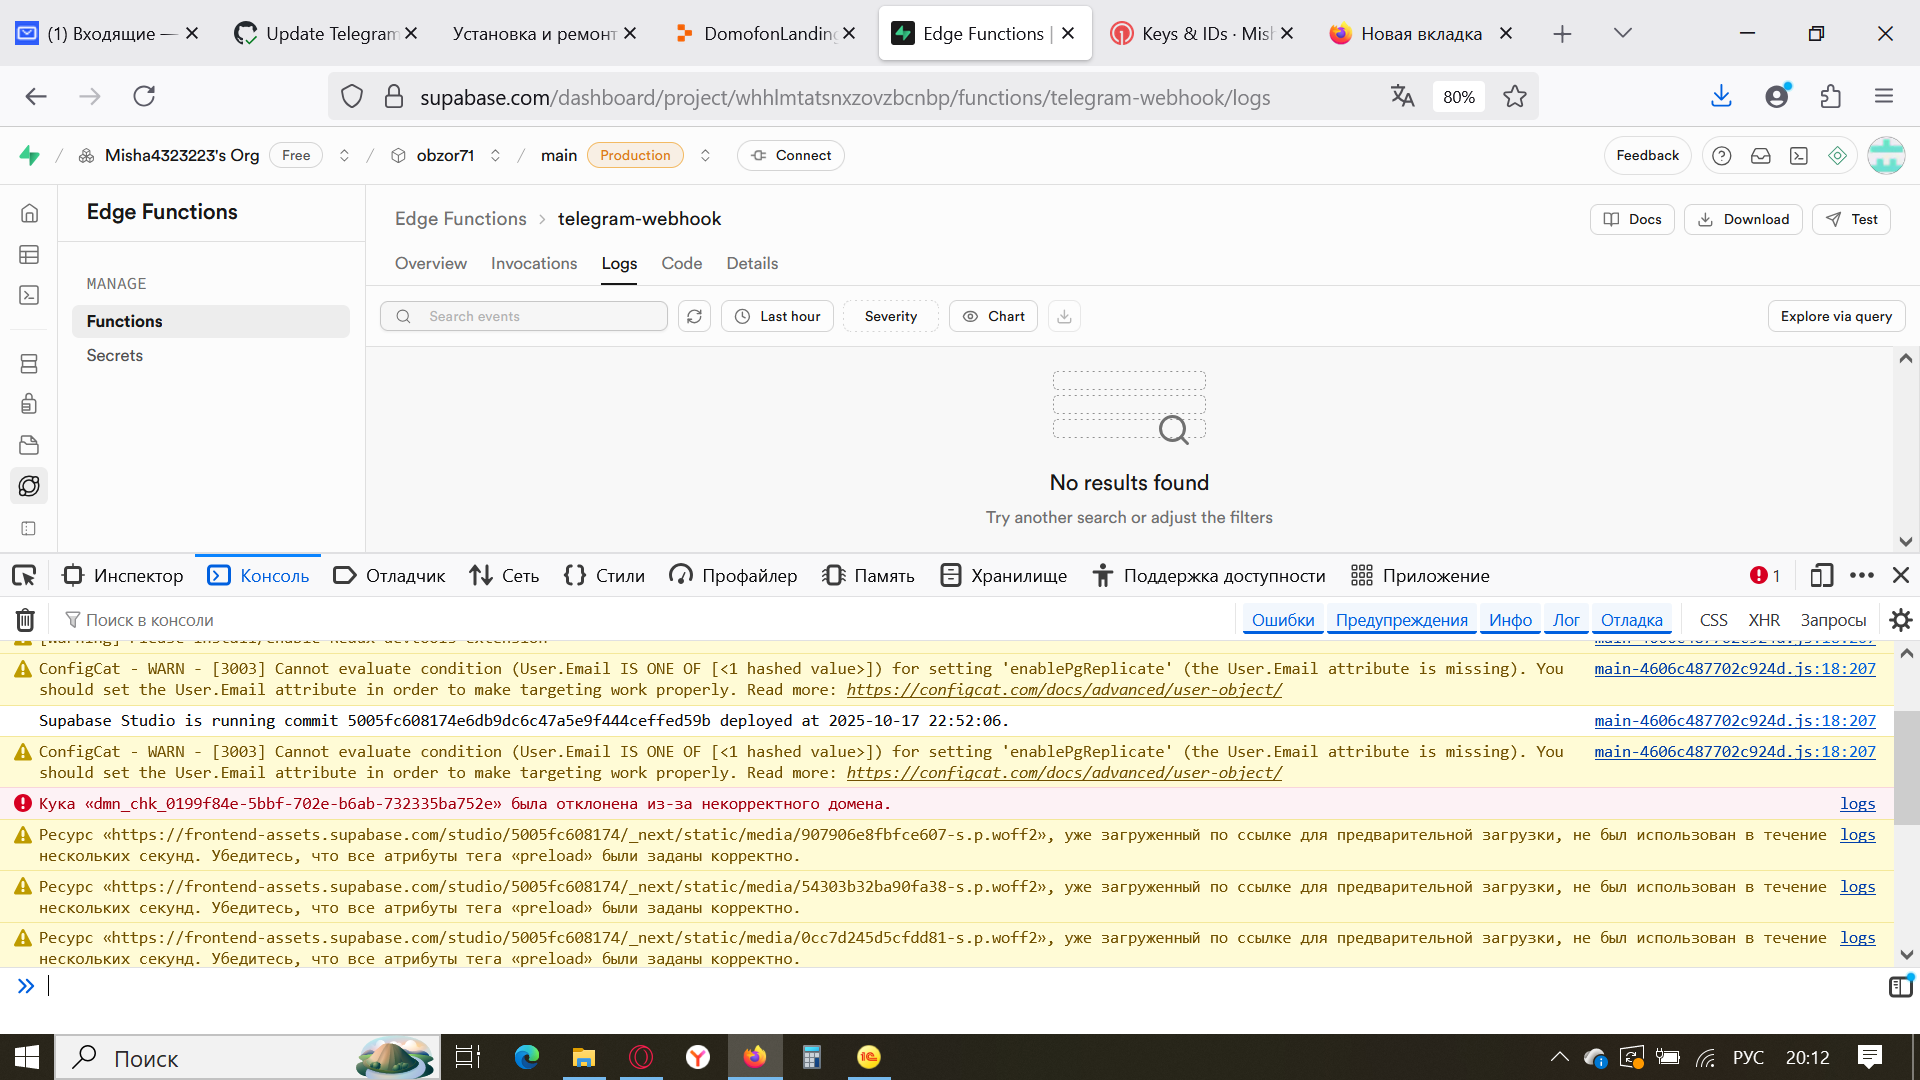 (1) Входящие —
Update Telegram
Установка и ремонт
DomofonLanding
Edge Functions |
Keys & IDs · Mish
Новая вкладка
supabase.com/dashboard/project/whhlmtatsnxzovzbcnbp/functions/telegram-webhook/logs
80%
/ Misha4323223's Org Free / obzor71 / main Production Connect
Feedback
Edge Functions
MANAGE
Functions
Secrets
Edge Functions > telegram-webhook
Docs
Download
Test
Overview Invocations Logs Code Details
Search events
Last hour
Severity
Chart
Explore via query
No results found
Try another search or adjust the filters
Инспектор Консоль Отладчик Сеть Стили Профайлер Память Хранилище Поддержка доступности Приложение
1
Поиск в консоли
Ошибки Предупреждения Инфо Лог Отладка CSS XHR Запросы
[Warning] Please install/enable Redux devtools extension main-4606c487702c924d.js:18:207
ConfigCat - WARN - [3003] Cannot evaluate condition (User.Email IS ONE OF [<1 hashed value>]) for setting 'enablePgReplicate' (the User.Email attribute is missing). You main-4606c487702c924d.js:18:207
should set the User.Email attribute in order to make targeting work properly. Read more: https://configcat.com/docs/advanced/user-object/
Supabase Studio is running commit 5005fc608174e6db9dc6c47a5e9f444ceffed59b deployed at 2025-10-17 22:52:06. main-4606c487702c924d.js:18:207
ConfigCat - WARN - [3003] Cannot evaluate condition (User.Email IS ONE OF [<1 hashed value>]) for setting 'enablePgReplicate' (the User.Email attribute is missing). You main-4606c487702c924d.js:18:207
should set the User.Email attribute in order to make targeting work properly. Read more: https://configcat.com/docs/advanced/user-object/
Кука «dmn_chk_0199f84e-5bbf-702e-b6ab-732335ba752e» была отклонена из-за некорректного домена. logs
Ресурс «https://frontend-assets.supabase.com/studio/5005fc608174/_next/static/media/907906e8fbfce607-s.p.woff2», уже загруженный по ссылке для предварительной загрузки, не был использован в течение logs
нескольких секунд. Убедитесь, что все атрибуты тега «preload» были заданы корректно.
Ресурс «https://frontend-assets.supabase.com/studio/5005fc608174/_next/static/media/54303b32ba90fa38-s.p.woff2», уже загруженный по ссылке для предварительной загрузки, не был использован в течение logs
нескольких секунд. Убедитесь, что все атрибуты тега «preload» были заданы корректно.
Ресурс «https://frontend-assets.supabase.com/studio/5005fc608174/_next/static/media/0cc7d245d5cfdd81-s.p.woff2», уже загруженный по ссылке для предварительной загрузки, не был использован в течение logs
нескольких секунд. Убедитесь, что все атрибуты тега «preload» были заданы корректно.
Поиск
РУС
20:12